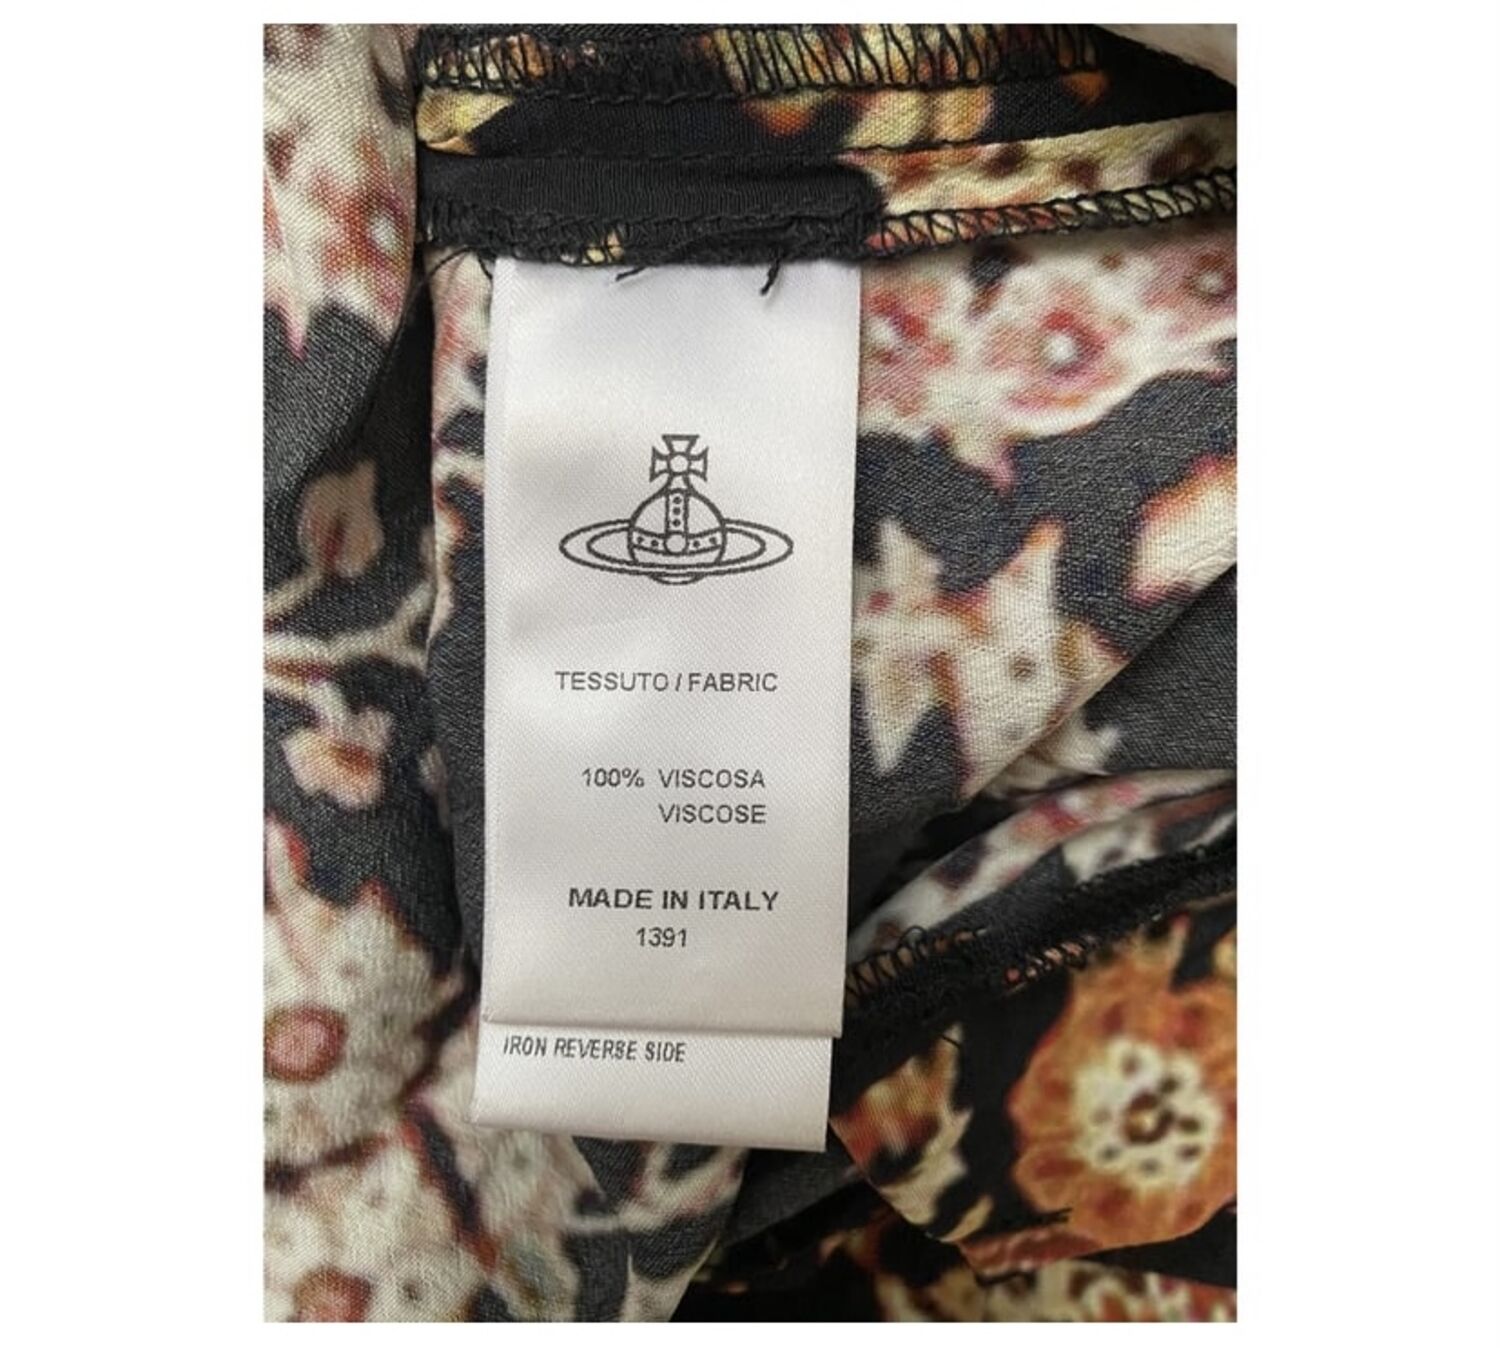 TESSUTO / FABRIC
100% VISCOSA
VISCOSE
MADE IN ITALY
1391
IRON REVERSE SIDE